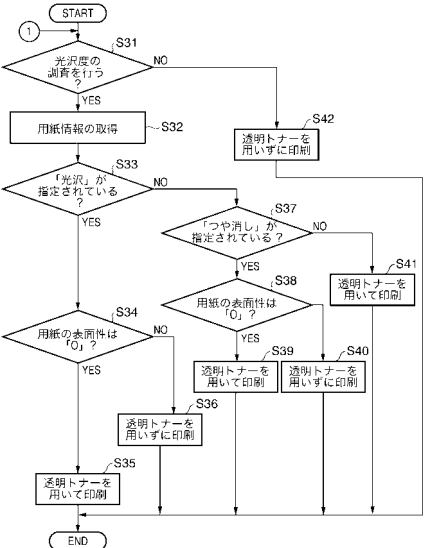 START
1
S31
光沢度の
調査を行う
?
NO
YES
用紙情報の取得
S32
S42
透明トナーを
用いずに印刷
S33
「光沢」が
指定されている
?
NO
YES
S37
「つや消し」が
指定されている?
NO
YES
S41
透明トナーを
用いて印刷
S38
用紙の表面性は
「0」?
NO
YES
S34
用紙の表面性は
「0」?
NO
YES
S39
透明トナーを
用いて印刷
S40
透明トナーを
用いずに印刷
S36
透明トナーを
用いずに印刷
S35
透明トナーを
用いて印刷
END